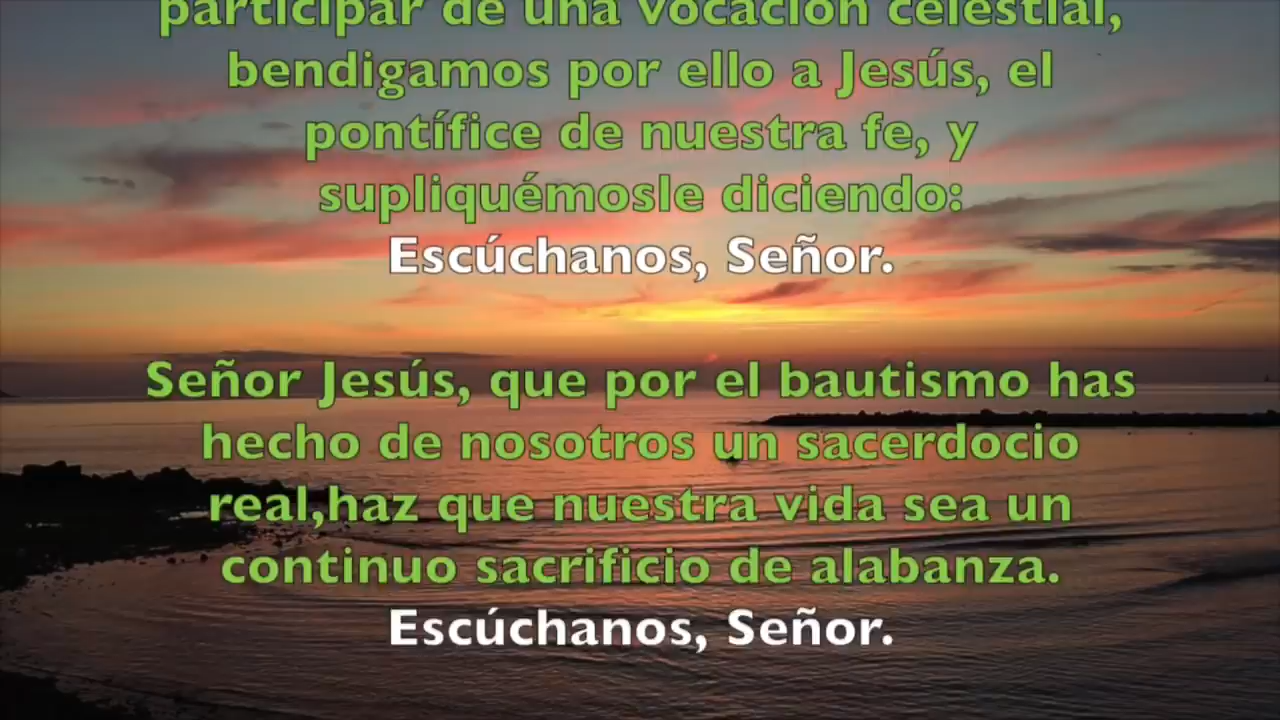 participar de una vocación celestial,
bendigamos por ello a Jesús, el
pontífice de nuestra fe, y
supliquémosle diciendo:
Escúchanos, Señor.
Señor Jesús, que por el bautismo has
hecho de nosotros un sacerdocio
real,haz que nuestra vida sea un
continuo sacrificio de alabanza.
Escúchanos, Señor.